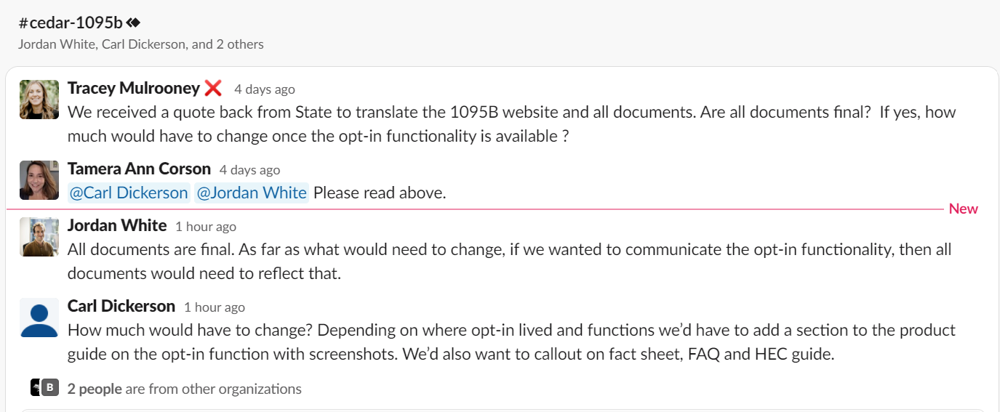 #cedar-1095b
Jordan White, Carl Dickerson, and 2 others
Tracey Mulrooney ❌ 4 days ago
We received a quote back from State to translate the 1095B website and all documents. Are all documents final?  If yes, how
much would have to change once the opt-in functionality is available ?
Tamera Ann Corson 4 days ago
@Carl Dickerson @Jordan White Please read above.
New
Jordan White 1 hour ago
All documents are final. As far as what would need to change, if we wanted to communicate the opt-in functionality, then all
documents would need to reflect that.
Carl Dickerson 1 hour ago
How much would have to change? Depending on where opt-in lived and functions we’d have to add a section to the product
guide on the opt-in function with screenshots. We’d also want to callout on fact sheet, FAQ and HEC guide.
B 2 people are from other organizations